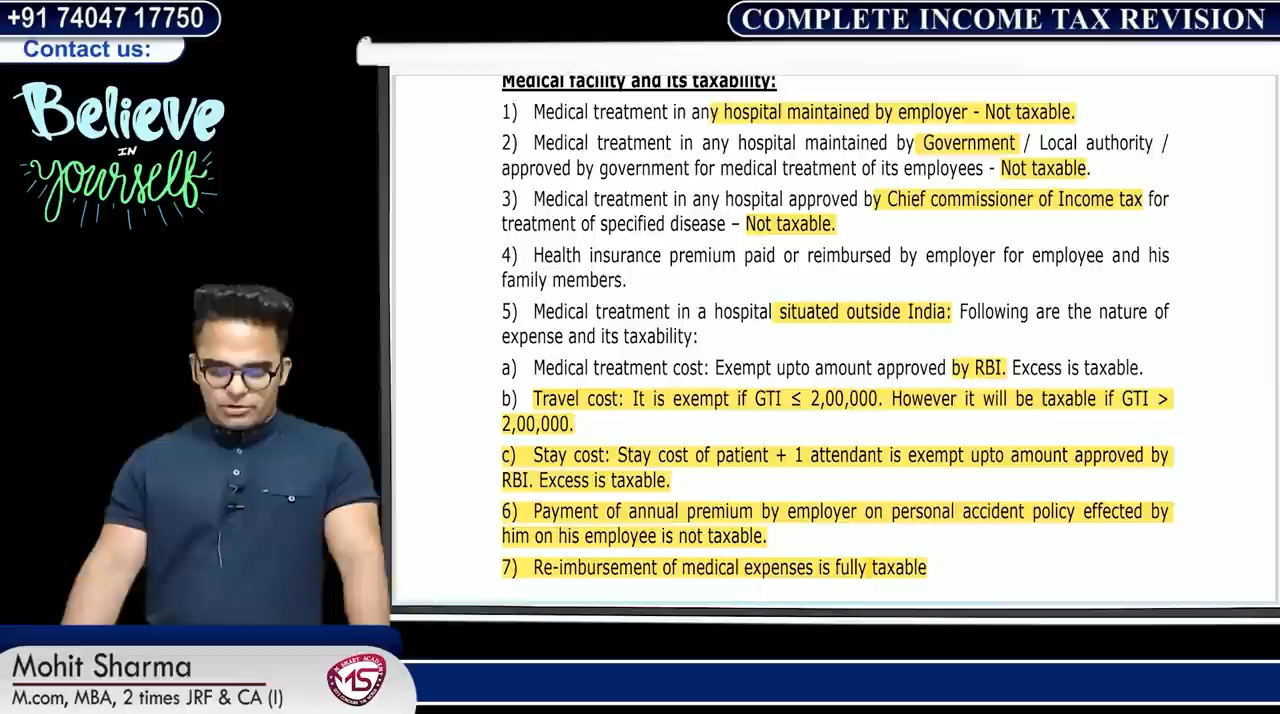 +91 74047 17750
Contact us:
COMPLETE INCOME TAX REVISION
Believe
IN
yourself
Medical facility and its taxability:
1) Medical treatment in any hospital maintained by employer - Not taxable.
2) Medical treatment in any hospital maintained by Government / Local authority /
approved by government for medical treatment of its employees - Not taxable.
3) Medical treatment in any hospital approved by Chief commissioner of Income tax for
treatment of specified disease – Not taxable.
4) Health insurance premium paid or reimbursed by employer for employee and his
family members.
5) Medical treatment in a hospital situated outside India: Following are the nature of
expense and its taxability:
a) Medical treatment cost: Exempt upto amount approved by RBI. Excess is taxable.
b) Travel cost: It is exempt if GTI ≤ 2,00,000. However it will be taxable if GTI >
2,00,000.
c) Stay cost: Stay cost of patient + 1 attendant is exempt upto amount approved by
RBI. Excess is taxable.
6) Payment of annual premium by employer on personal accident policy effected by
him on his employee is not taxable.
7) Re-imbursement of medical expenses is fully taxable
Mohit Sharma
M.com, MBA, 2 times JRF & CA (I)
MS